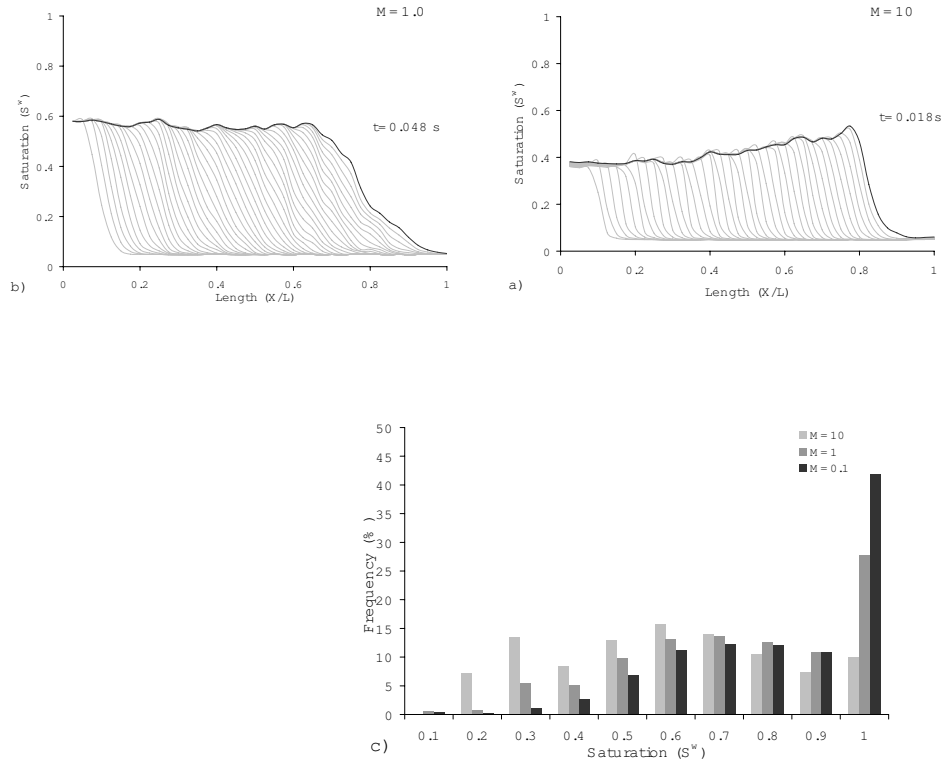 M = 1.0
1
0.8
0.6
0.4
0.2
0
Saturation (Sʷ)
t=0.048 s
0 0.2 0.4 0.6 0.8 1
Length (X/L)
b)
M = 10
1
0.8
0.6
0.4
0.2
0
Saturation (Sʷ)
t=0.018s
0 0.2 0.4 0.6 0.8 1
Length (X/L)
a)
50
45
40
35
30
25
20
15
10
5
0
Frequency (%)
M = 10
M = 1
M = 0.1
0.1 0.2 0.3 0.4 0.5 0.6 0.7 0.8 0.9 1
Saturation (Sʷ)
c)